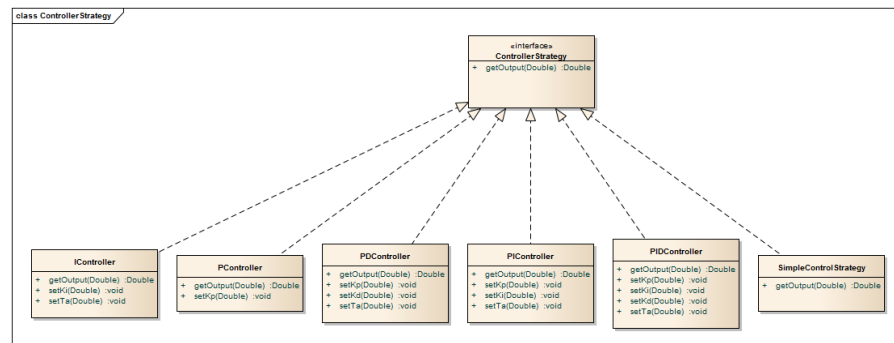 class ControllerStrategy
«interface»
ControllerStrategy
+ getOutput(Double) :Double
IController
+ getOutput(Double) :Double
+ setKi(Double) :void
+ setTa(Double) :void
PController
+ getOutput(Double) :Double
+ setKp(Double) :void
PDController
+ getOutput(Double) :Double
+ setKp(Double) :void
+ setKd(Double) :void
+ setTa(Double) :void
PIController
+ getOutput(Double) :Double
+ setKp(Double) :void
+ setKi(Double) :void
+ setTa(Double) :void
PIDController
+ getOutput(Double) :Double
+ setKp(Double) :void
+ setKi(Double) :void
+ setKd(Double) :void
+ setTa(Double) :void
SimpleControlStrategy
+ getOutput(Double) :Double